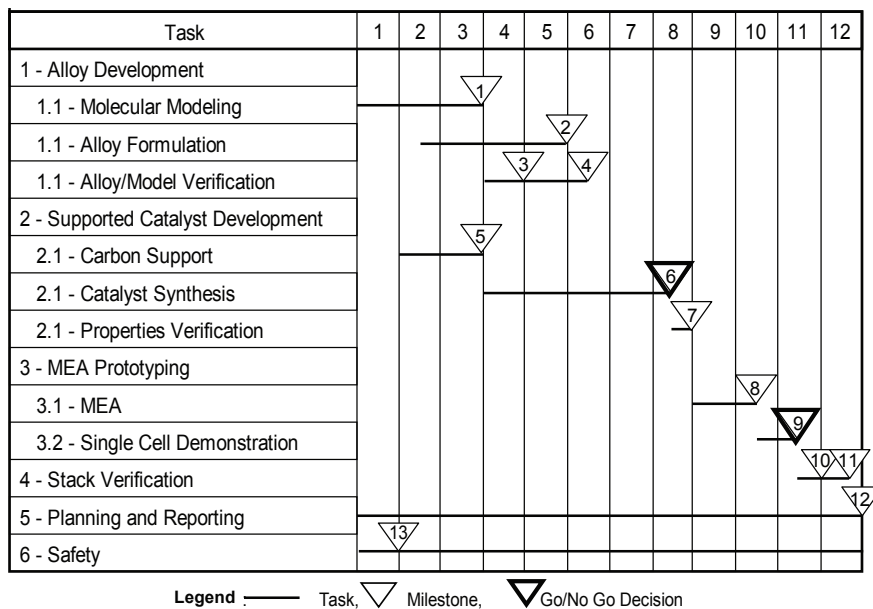 Task 1 2 3 4 5 6 7 8 9 10 11 12
1 - Alloy Development
1.1 - Molecular Modeling 1
1.1 - Alloy Formulation 2
1.1 - Alloy/Model Verification 3 4
2 - Supported Catalyst Development
2.1 - Carbon Support 5
2.1 - Catalyst Synthesis 6
2.1 - Properties Verification 7
3 - MEA Prototyping
3.1 - MEA 8
3.2 - Single Cell Demonstration 9
4 - Stack Verification 10 11
5 - Planning and Reporting 12
6 - Safety 13
Legend : Task, Milestone, Go/No Go Decision